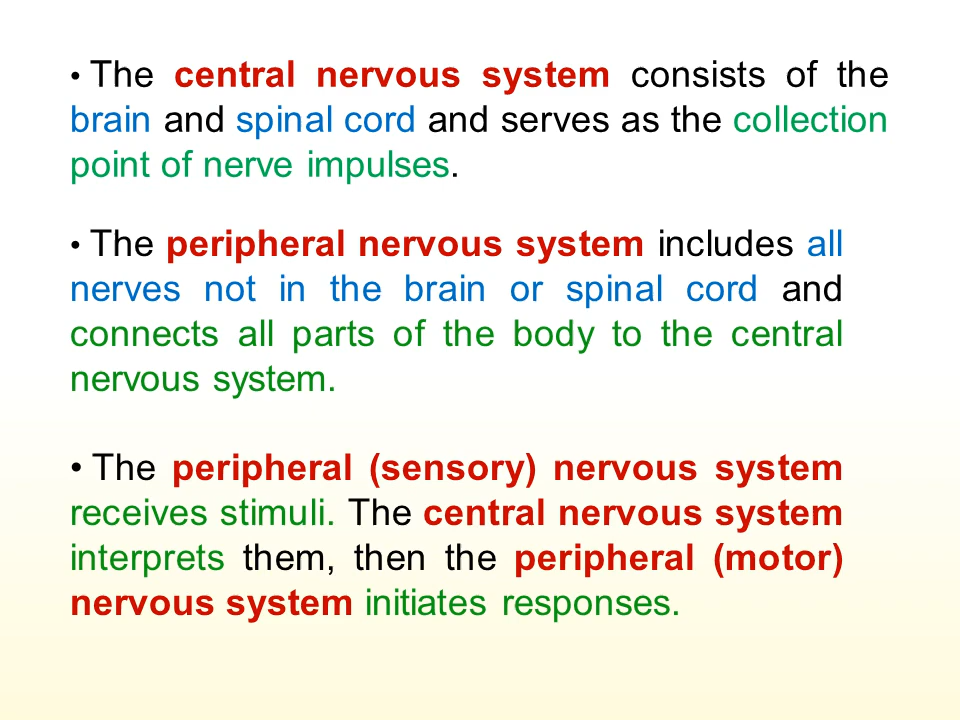 • The central nervous system consists of the
brain and spinal cord and serves as the collection
point of nerve impulses.
• The peripheral nervous system includes all
nerves not in the brain or spinal cord and
connects all parts of the body to the central
nervous system.
• The peripheral (sensory) nervous system
receives stimuli. The central nervous system
interprets them, then the peripheral (motor)
nervous system initiates responses.